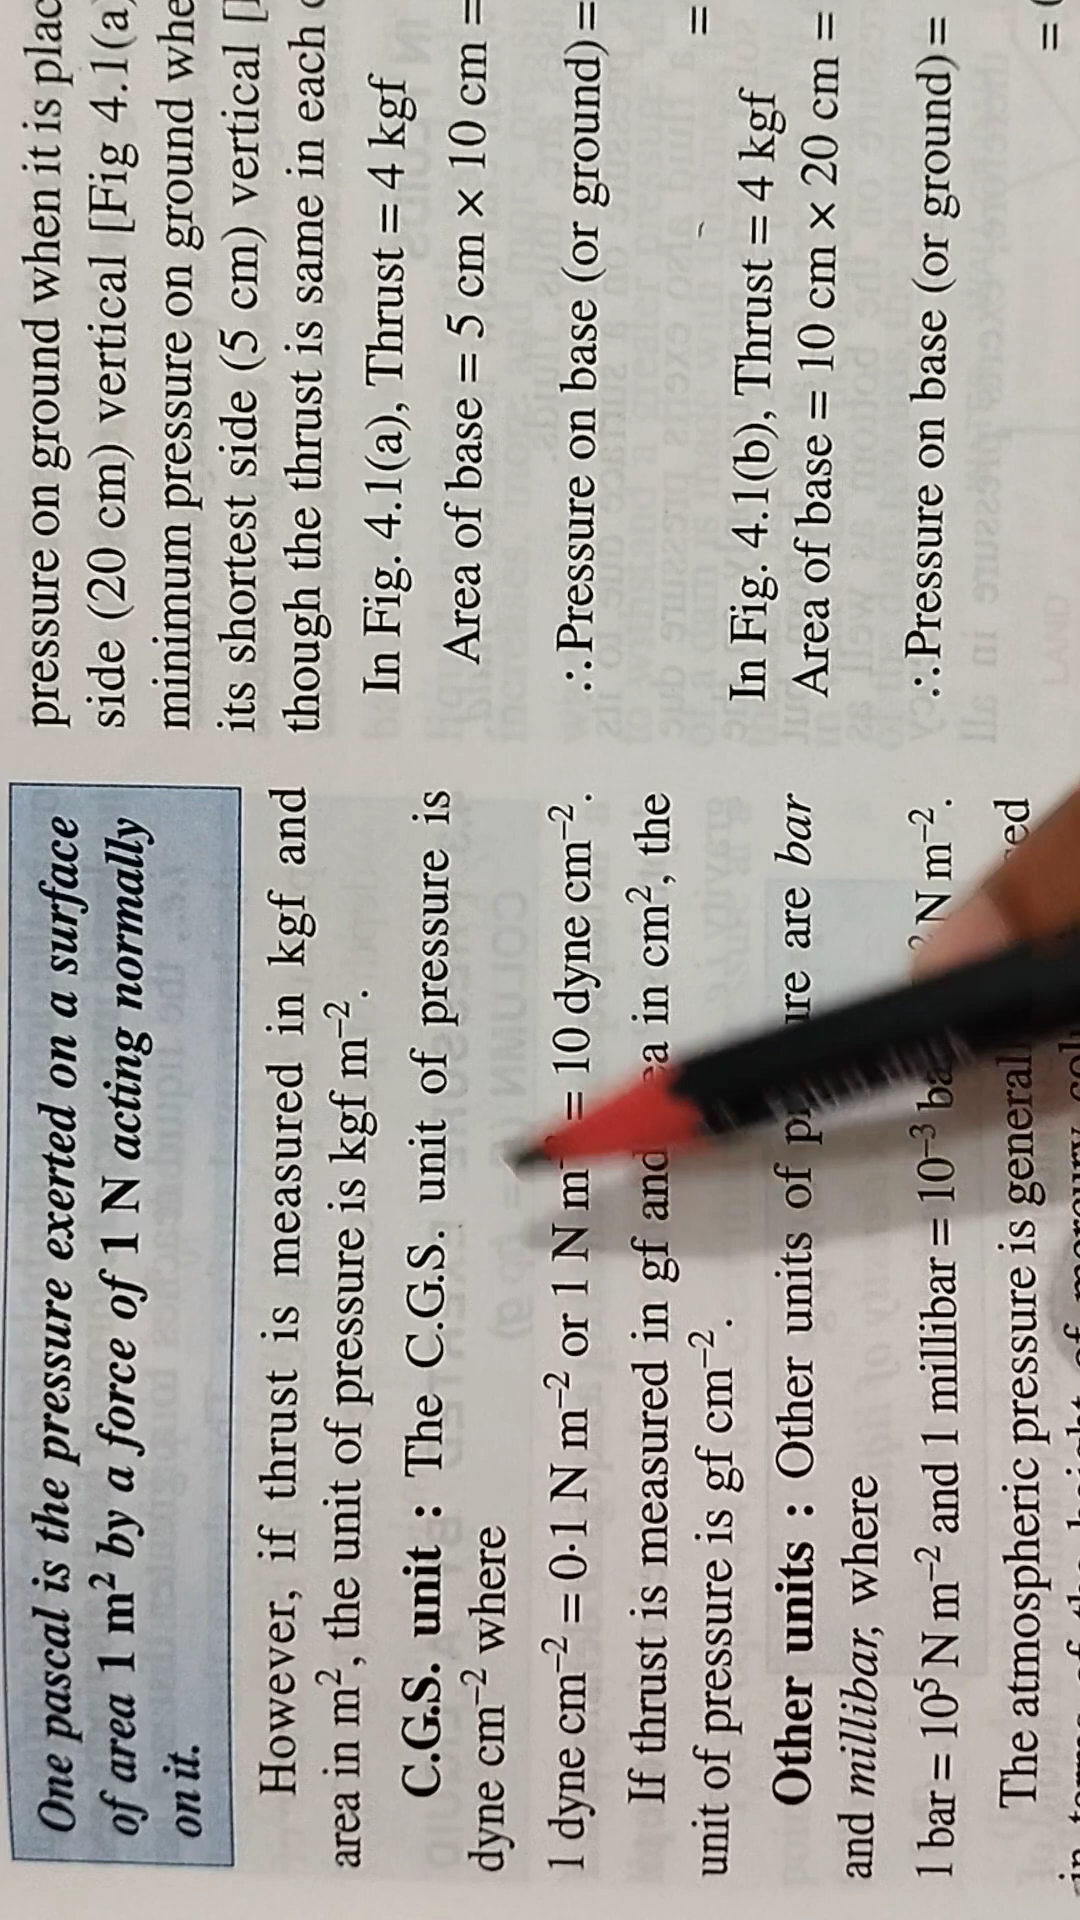 One pascal is the pressure exerted on a surface
of area 1 m² by a force of 1 N acting normally
on it.
However, if thrust is measured in kgf and
area in m², the unit of pressure is kgf m⁻².
C.G.S. unit : The C.G.S. unit of pressure is
dyne cm⁻² where
1 dyne cm⁻² = 0·1 N m⁻² or 1 N m = 10 dyne cm⁻².
If thrust is measured in gf and in cm², the
unit of pressure is gf cm⁻².
Other units : Other units of are bar
and millibar, where
1 bar = 10⁵ N m⁻² and 1 millibar = 10⁻³ N m⁻².
The atmospheric pressure is
pressure on ground when it is
side (20 cm) vertical [Fig 4.1(a)
minimum pressure on ground
its shortest side (5 cm) vertical [
though the thrust is same in each
In Fig. 4.1(a), Thrust = 4 kgf
Area of base = 5 cm × 10 cm =
∴ Pressure on base (or ground) =
=
In Fig. 4.1(b), Thrust = 4 kgf
Area of base = 10 cm × 20 cm =
∴ Pressure on base (or ground) =
=